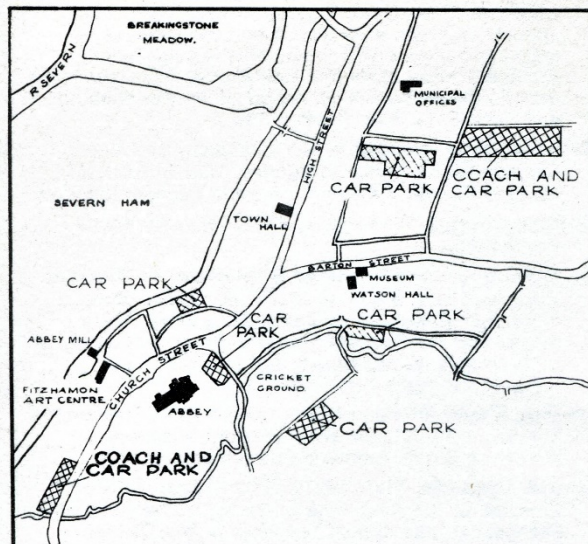 BREAKINGSTONE
MEADOW.
R. SEVERN
MUNICIPAL
OFFICES
HIGH STREET
CAR PARK
COACH AND
CAR PARK
SEVERN HAM
TOWN
HALL
BARTON STREET
MUSEUM
WATSON HALL
CAR PARK
CAR
PARK
CAR PARK
ABBEY MILL
CHURCH STREET
FITZHAMON
ART CENTRE
ABBEY
CRICKET
GROUND
CAR PARK
COACH AND
CAR PARK